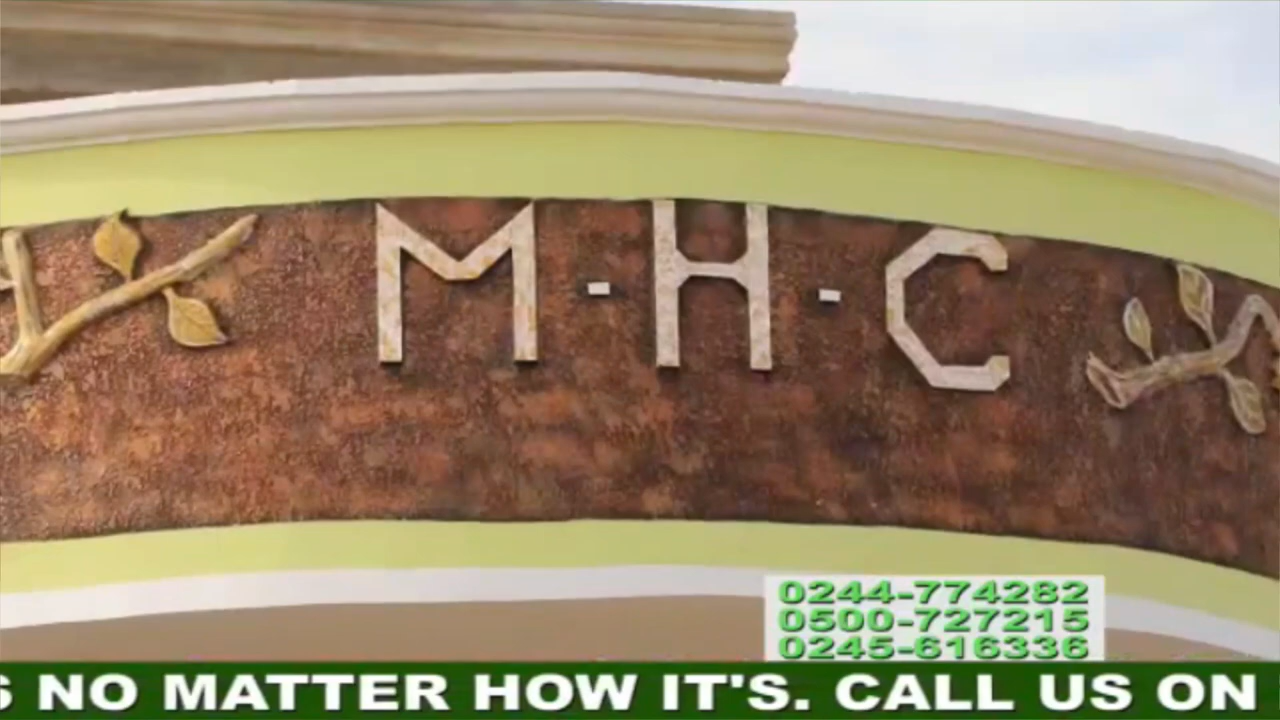 M-H-C
0244-774282
0500-727215
0245-616336
NO MATTER HOW IT'S. CALL US ON